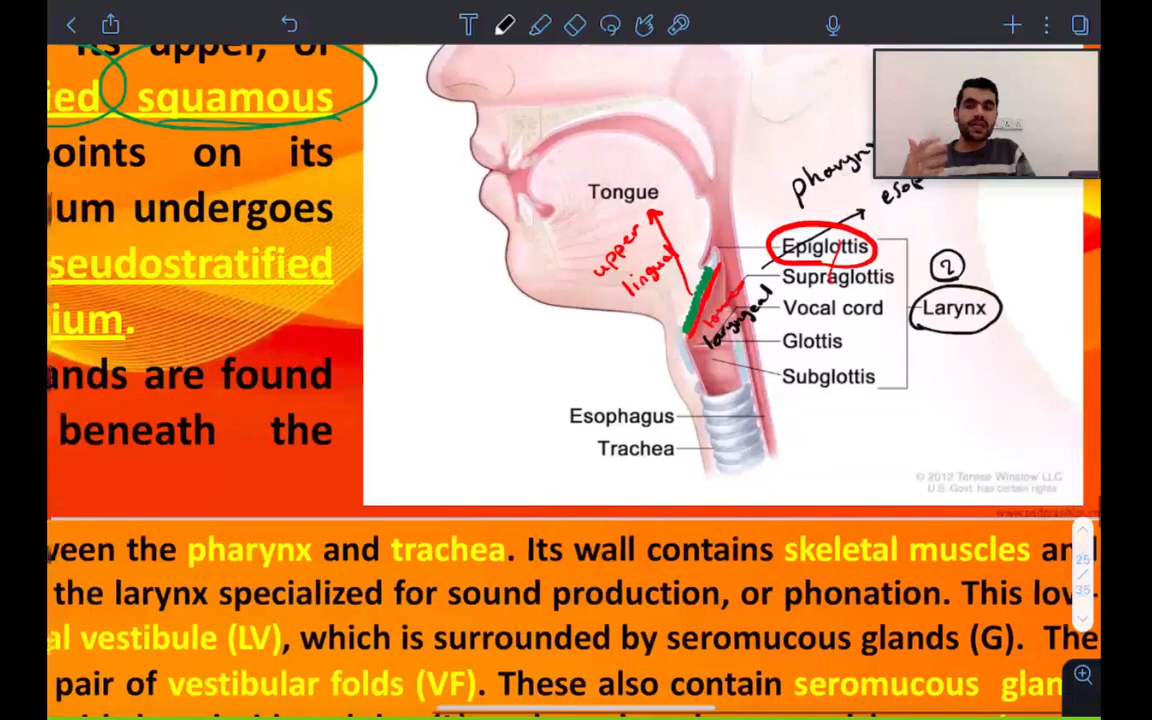 its upper, or
ied squamous
points on its
ium undergoes
seudostratified
ium.
ands are found
beneath the
Tongue
upper
lingual
pharynx
Epiglottis
Supraglottis
Vocal cord
Glottis
Subglottis
2
Larynx
laryngeal
Esophagus
Trachea
© 2012 Terese Winslow LLC
U.S. Govt. has certain rights
ween the pharynx and trachea. Its wall contains skeletal muscles and
the larynx specialized for sound production, or phonation. This low-
al vestibule (LV), which is surrounded by seromucous glands (G). The
pair of vestibular folds (VF). These also contain seromucous glan
25
35